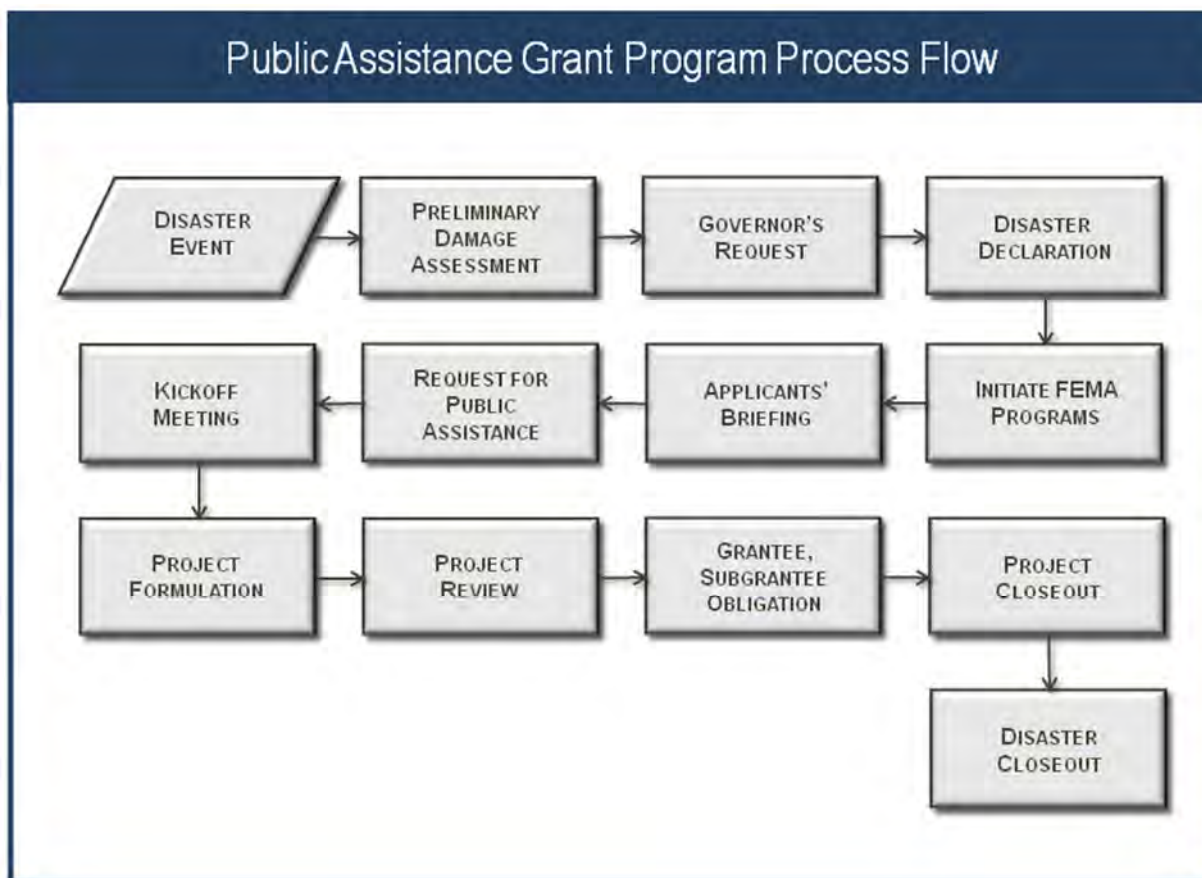 Public Assistance Grant Program Process Flow
DISASTER
EVENT
PRELIMINARY
DAMAGE
ASSESSMENT
GOVERNOR'S
REQUEST
DISASTER
DECLARATION
INITIATE FEMA
PROGRAMS
APPLICANTS'
BRIEFING
REQUEST FOR
PUBLIC
ASSISTANCE
KICKOFF
MEETING
PROJECT
FORMULATION
PROJECT
REVIEW
GRANTEE,
SUBGRANTEE
OBLIGATION
PROJECT
CLOSEOUT
DISASTER
CLOSEOUT